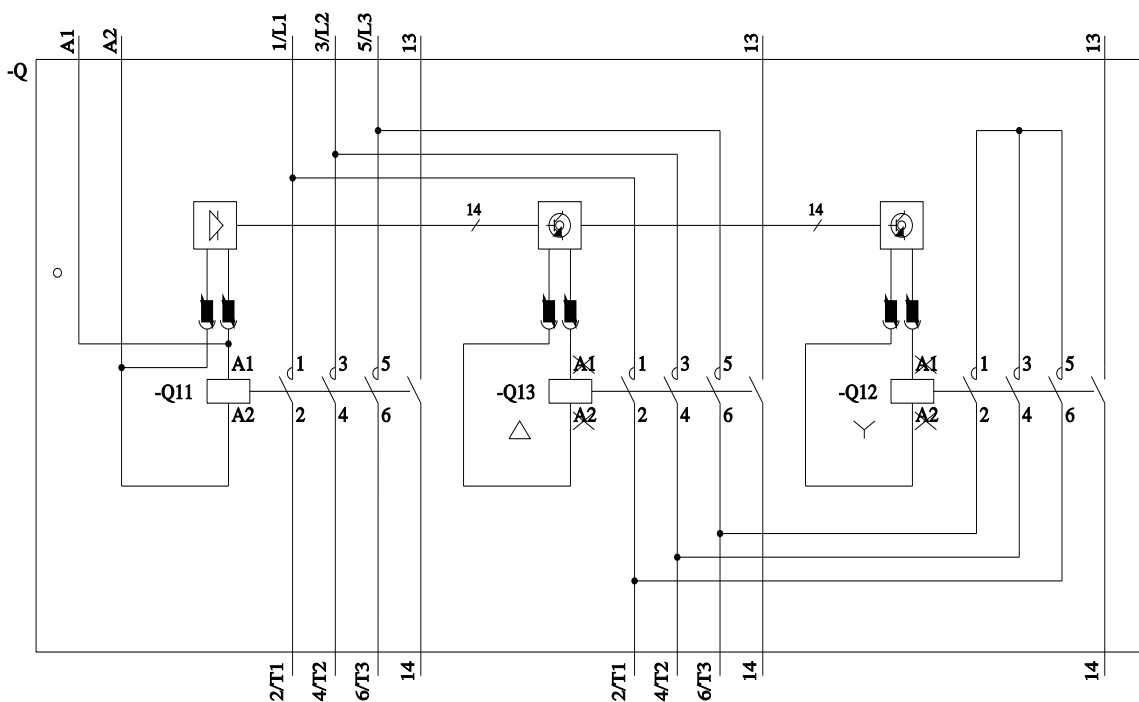 A1 A2 1/L1 3/L2 5/L3 13 13 13
-Q
14 14
A1 1 3 5 A1 1 3 5 A1 1 3 5
-Q11 -Q13 -Q12
A2 2 4 6 A2 2 4 6 A2 2 4 6
2/T1 4/T2 6/T3 14 2/T1 4/T2 6/T3 14 14